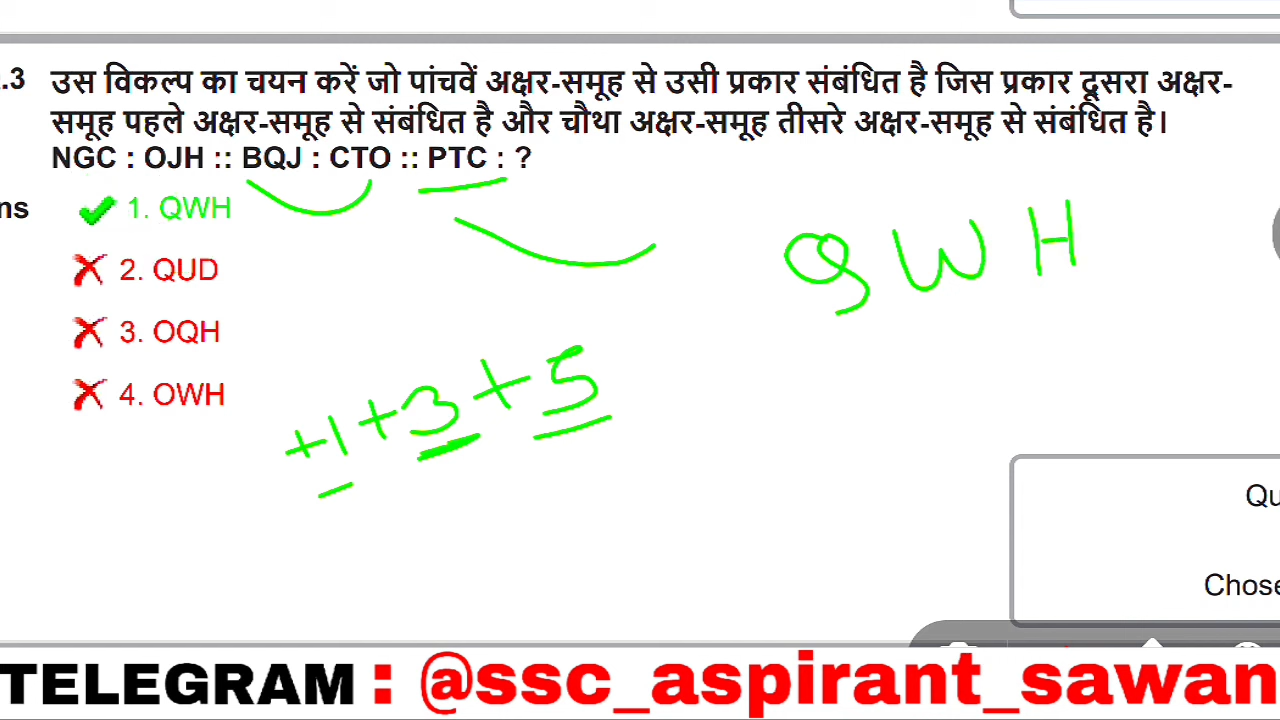 .3 उस विकल्प का चयन करें जो पांचवें अक्षर-समूह से उसी प्रकार संबंधित है जिस प्रकार दूसरा अक्षर-
समूह पहले अक्षर-समूह से संबंधित है और चौथा अक्षर-समूह तीसरे अक्षर-समूह से संबंधित है।
NGC : OJH :: BQJ : CTO :: PTC : ?
ns 1. QWH
QWH
2. QUD
3. OQH
4. OWH
+1 +3 +5
Qu
Chose
TELEGRAM : @ssc_aspirant_sawan